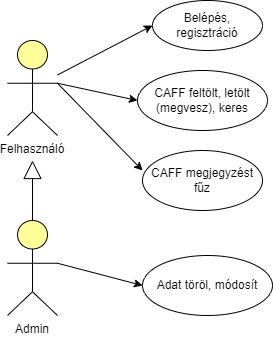 Belépés,
regisztráció
CAFF feltölt, letölt
(megvesz), keres
Felhasználó
CAFF megjegyzést
fűz
Adat töröl, módosít
Admin